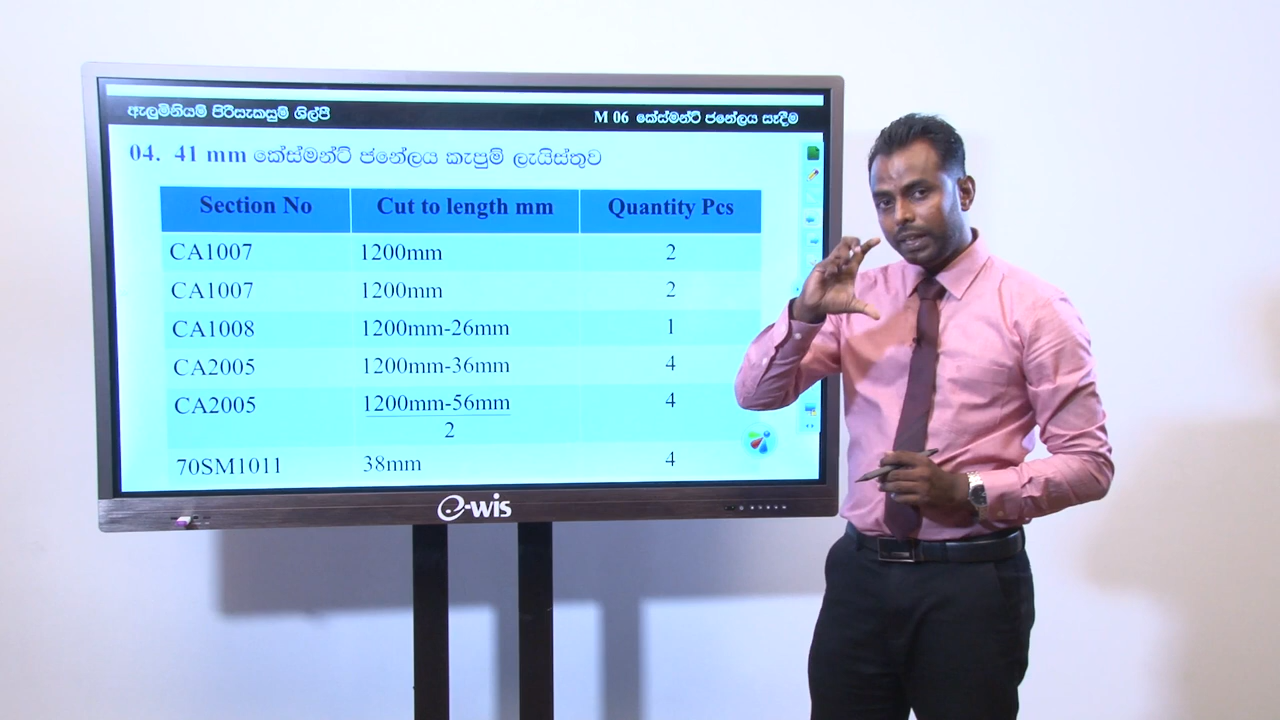 ඇලුමිනියම් පිරිසැකසුම් ශිල්පී
M 06 කේස්මන්ට් ජනේලය සෑදීම
04. 41 mm කේස්මන්ට් ජනේලය කැපුම් ලැයිස්තුව
Section No Cut to length mm Quantity Pcs
CA1007 1200mm 2
CA1007 1200mm 2
CA1008 1200mm-26mm 1
CA2005 1200mm-36mm 4
CA2005 1200mm-56mm 4
2
70SM1011 38mm 4
e-wis